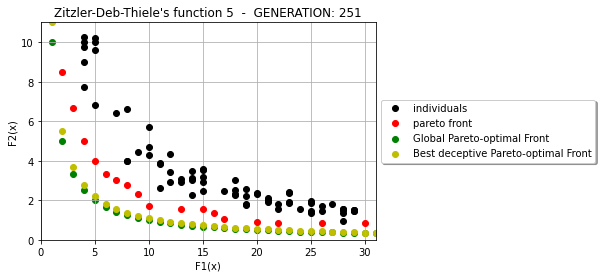 Zitzler-Deb-Thiele's function 5 - GENERATION: 251
F2(x)
10
8
6
4
2
0
0 5 10 15 20 25 30
F1(x)
individuals
pareto front
Global Pareto-optimal Front
Best deceptive Pareto-optimal Front